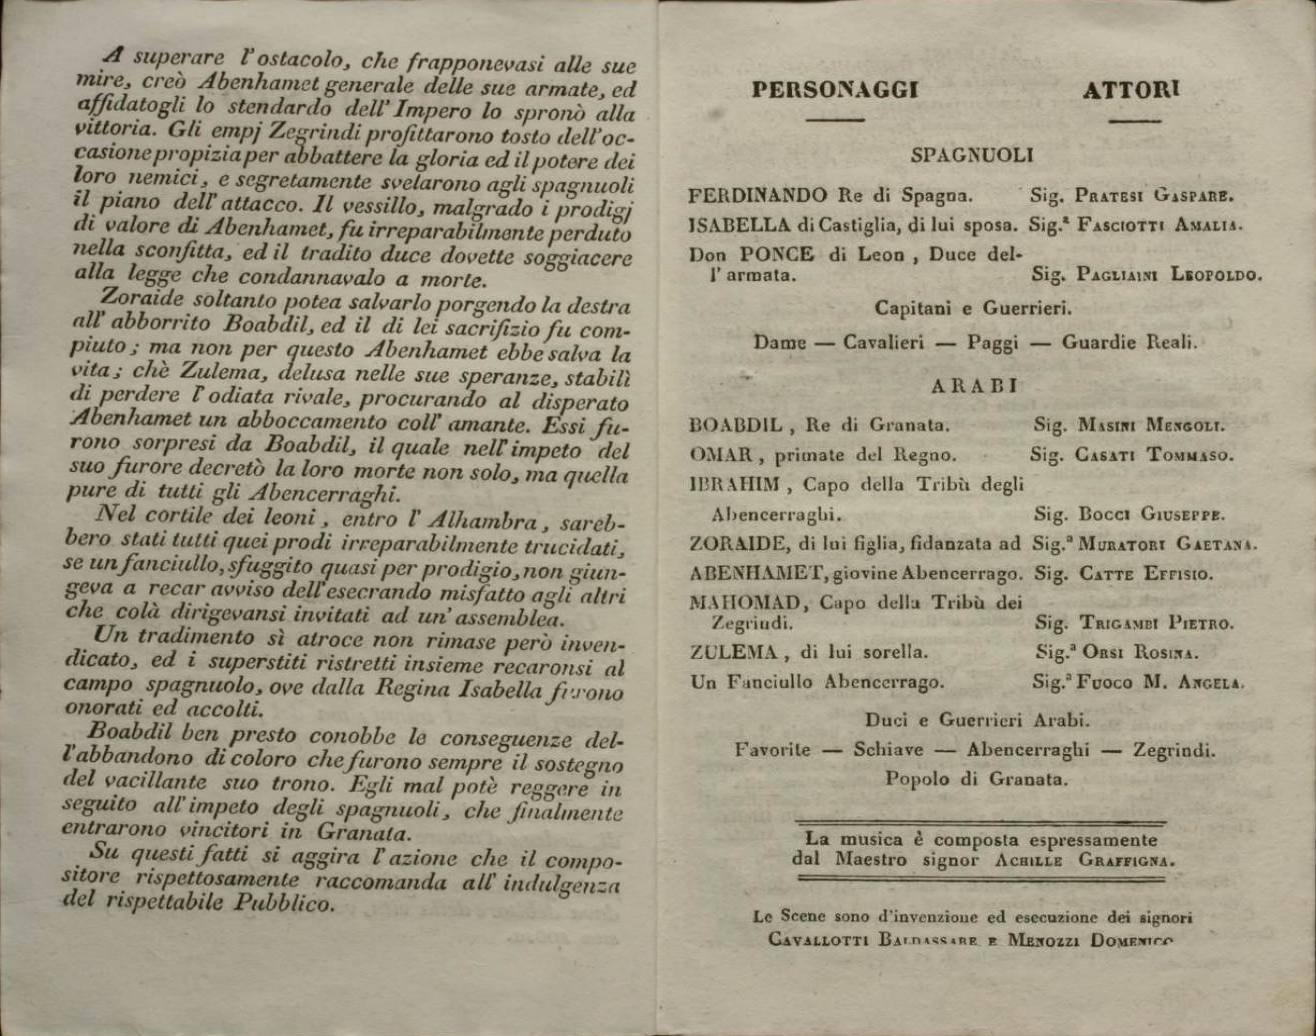 A superare l'ostacolo, che frapponevasi alle sue
mire, creò Abenhamet generale delle sue armate, ed
affidatogli lo stendardo dell'Impero lo spronò alla
vittoria. Gli empj Zegrindi profittarono tosto dell'oc-
casione propizia per abbattere la gloria ed il potere dei
loro nemici, e segretamente svelarono agli spagnuoli
il piano dell'attacco. Il vessillo, malgrado i prodigj
di valore di Abenhamet, fu irreparabilmente perduto
nella sconfitta, ed il tradito duce dovette soggiacere
alla legge che condannavalo a morte.
Zoraide soltanto potea salvarlo porgendo la destra
all'abborrito Boabdil, ed il di lei sacrifizio fu com-
piuto; ma non per questo Abenhamet ebbe salva la
vita; chè Zulema, delusa nelle sue speranze, stabilì
di perdere l'odiata rivale, procurando al disperato
Abenhamet un abboccamento coll'amante. Essi fu-
rono sorpresi da Boabdil, il quale nell'impeto del
suo furore decretò la loro morte non solo, ma quella
pure di tutti gli Abencerraghi.
Nel cortile dei leoni, entro l'Alhambra, sareb-
bero stati tutti quei prodi irreparabilmente trucidati,
se un fanciullo, sfuggito quasi per prodigio, non giun-
geva a recar avviso dell'esecrando misfatto agli altri
che colà dirigevansi invitati ad un'assemblea.
Un tradimento sì atroce non rimase però inven-
dicato, ed i superstiti ristretti insieme recaronsi al
campo spagnuolo, ove dalla Regina Isabella furono
onorati ed accolti.
Boabdil ben presto conobbe le conseguenze del-
l'abbandono di coloro che furono sempre il sostegno
del vacillante suo trono. Egli mal potè reggere in
seguito all'impeto degli spagnuoli, che finalmente
entrarono vincitori in Granata.
Su questi fatti si aggira l'azione che il compo-
sitore rispettosamente raccomanda all'indulgenza
del rispettabile Pubblico.
PERSONAGGI ATTORI
SPAGNUOLI
FERDINANDO Re di Spagna. Sig. PRATESI GASPARE.
ISABELLA di Castiglia, di lui sposa. Sig.ª FASCIOTTI AMALIA.
Don PONCE di Leon, Duce del-
l'armata. Sig. PAGLIAINI LEOPOLDO.
Capitani e Guerrieri.
Dame — Cavalieri — Paggi — Guardie Reali.
ARABI
BOABDIL, Re di Granata. Sig. MASINI MENGOLI.
OMAR, primate del Regno. Sig. CASATI TOMMASO.
IBRAHIM, Capo della Tribù degli
Abencerraghi. Sig. BOCCI GIUSEPPE.
ZORAIDE, di lui figlia, fidanzata ad Sig.ª MURATORI GAETANA.
ABENHAMET, giovine Abencerrago. Sig. CATTE EFFISIO.
MAHOMAD, Capo della Tribù dei
Zegrindi. Sig. TRIGAMBI PIETRO.
ZULEMA, di lui sorella. Sig.ª ORSI ROSINA.
Un Fanciullo Abencerrago. Sig.ª FUOCO M. ANGELA.
Duci e Guerrieri Arabi.
Favorite — Schiave — Abencerraghi — Zegrindi.
Popolo di Granata.
La musica è composta espressamente
dal Maestro signor ACHILLE GRAFFIGNA.
Le Scene sono d'invenzione ed esecuzione dei signori
CAVALLOTTI BALDASSARE E MENOZZI DOMENICO